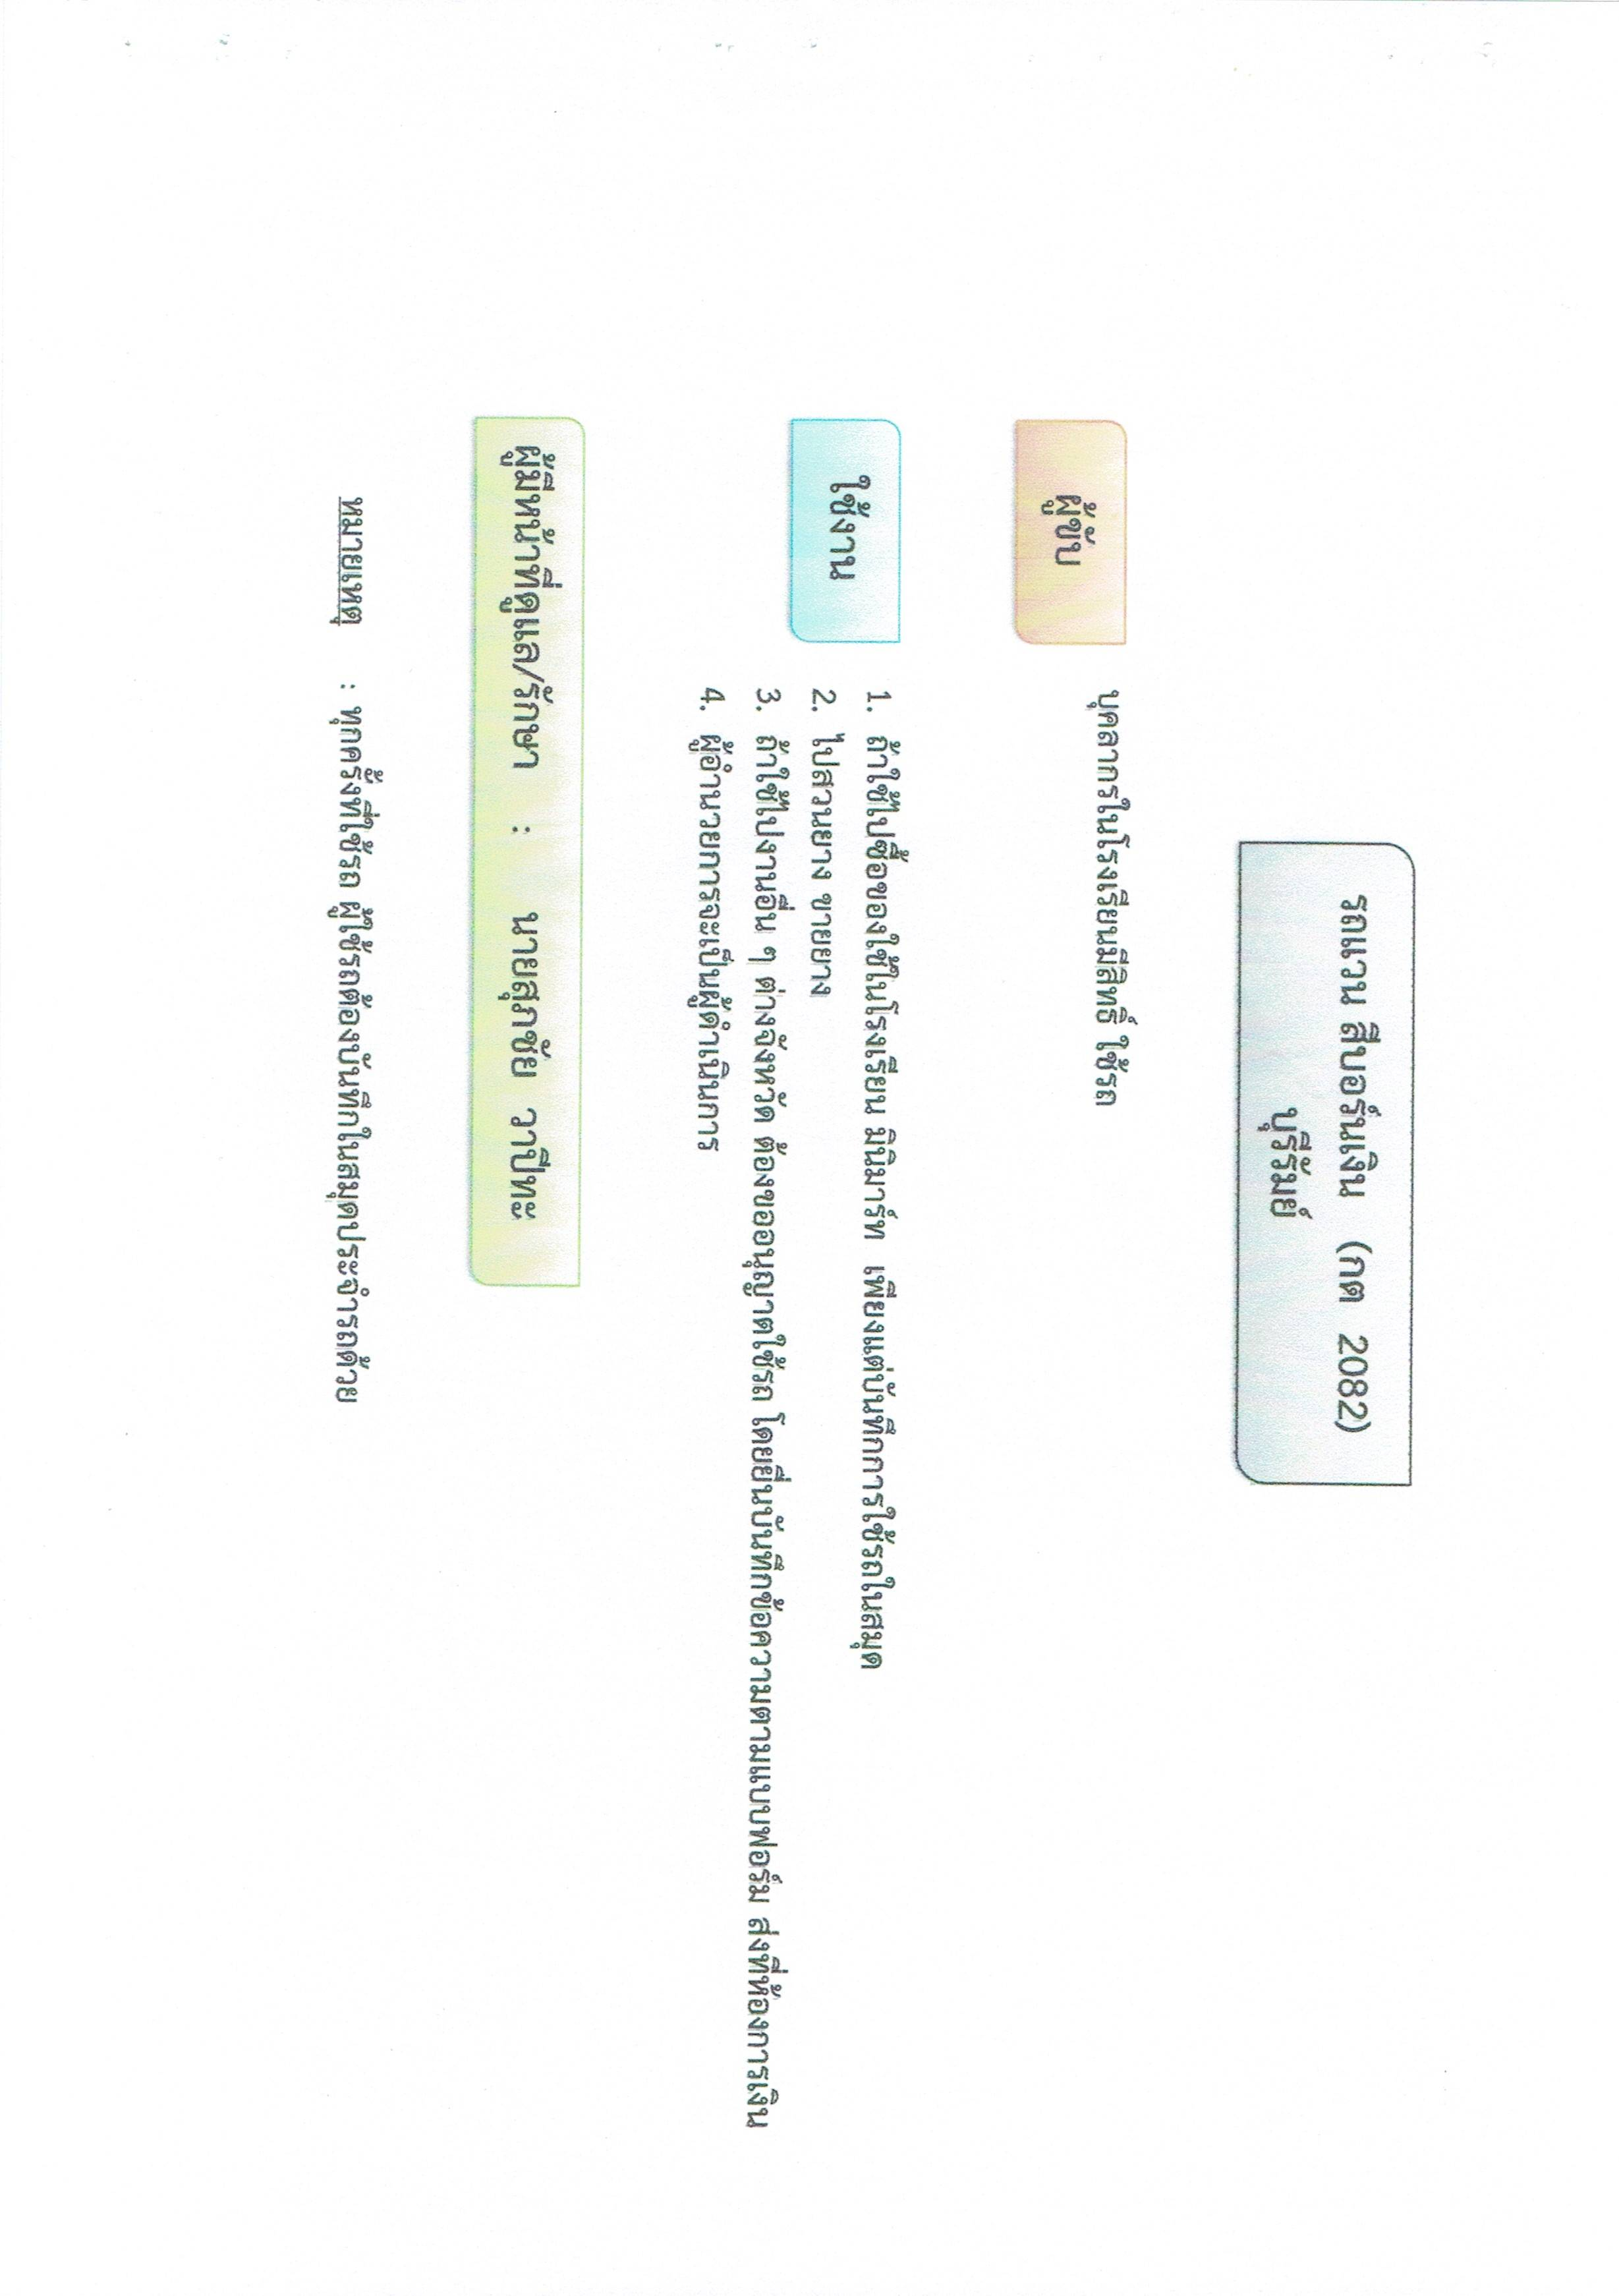 รถแวน สีบอร์นเงิน (กต 2082)
บุรีรัมย์
ผู้ขับ
บุคลากรในโรงเรียนมีสิทธิ์ ใช้รถ
ใช้งาน
1. ถ้าใช้ไปซื้อของใช้ในโรงเรียน มินิมาร์ท เพียงแต่บันทึกการใช้รถในสมุด
2. ไปสวนยาง ขายยาง
3. ถ้าใช้ไปงานอื่น ๆ ต่างจังหวัด ต้องขออนุญาตใช้รถ โดยยื่นบันทึกข้อความตามแบบฟอร์ม ส่งที่ห้องการเงิน
4. ผู้อำนวยการจะเป็นผู้ดำเนินการ
ผู้มีหน้าที่ดูแล/รักษา : นายสุภชัย วาปีทะ
หมายเหตุ : ทุกครั้งที่ใช้รถ ผู้ใช้รถต้องบันทึกในสมุดประจำรถด้วย